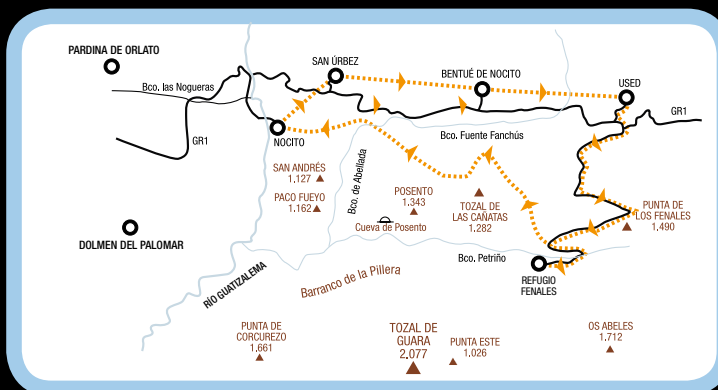 PARDINA DE ORLATO
SAN ÚRBEZ
BENTUÉ DE NOCITO
USED
Bco. las Nogueras
GR1
GR1
NOCITO
Bco. Fuente Fanchús
SAN ANDRÉS
1,127
PACO FUEYO
1.162
Bco. de Abellada
POSENTO
1.343
Cueva de Posento
TOZAL DE
LAS CAÑATAS
1.282
PUNTA DE
LOS FENALES
1.490
DOLMEN DEL PALOMAR
RÍO GUATIZALEMA
Barranco de la Pillera
Bco. Petriño
REFUGIO
FENALES
PUNTA DE
CORCUREZO
1.661
TOZAL DE
GUARA
2.077
PUNTA ESTE
1.026
OS ABELES
1.712